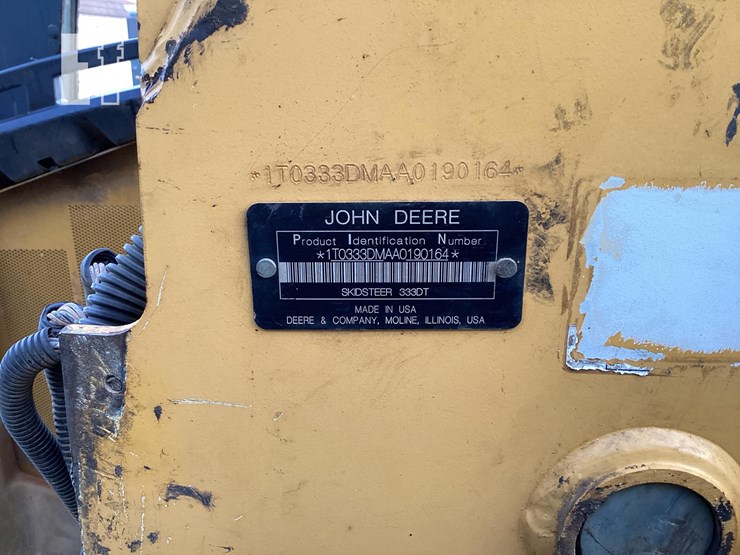 *1T0333DMAA0190164*
JOHN DEERE
Product Identification Number
*1T0333DMAA0190164*
SKIDSTEER 333DT
MADE IN USA
DEERE & COMPANY, MOLINE, ILLINOIS, USA